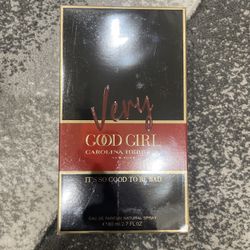 Very
GOOD GIRL
CAROLINA HERRERA
NEW YORK
IT'S SO GOOD TO BE BAD
EAU DE PARFUM NATURAL SPRAY
80 ml 2.7 FL.OZ.